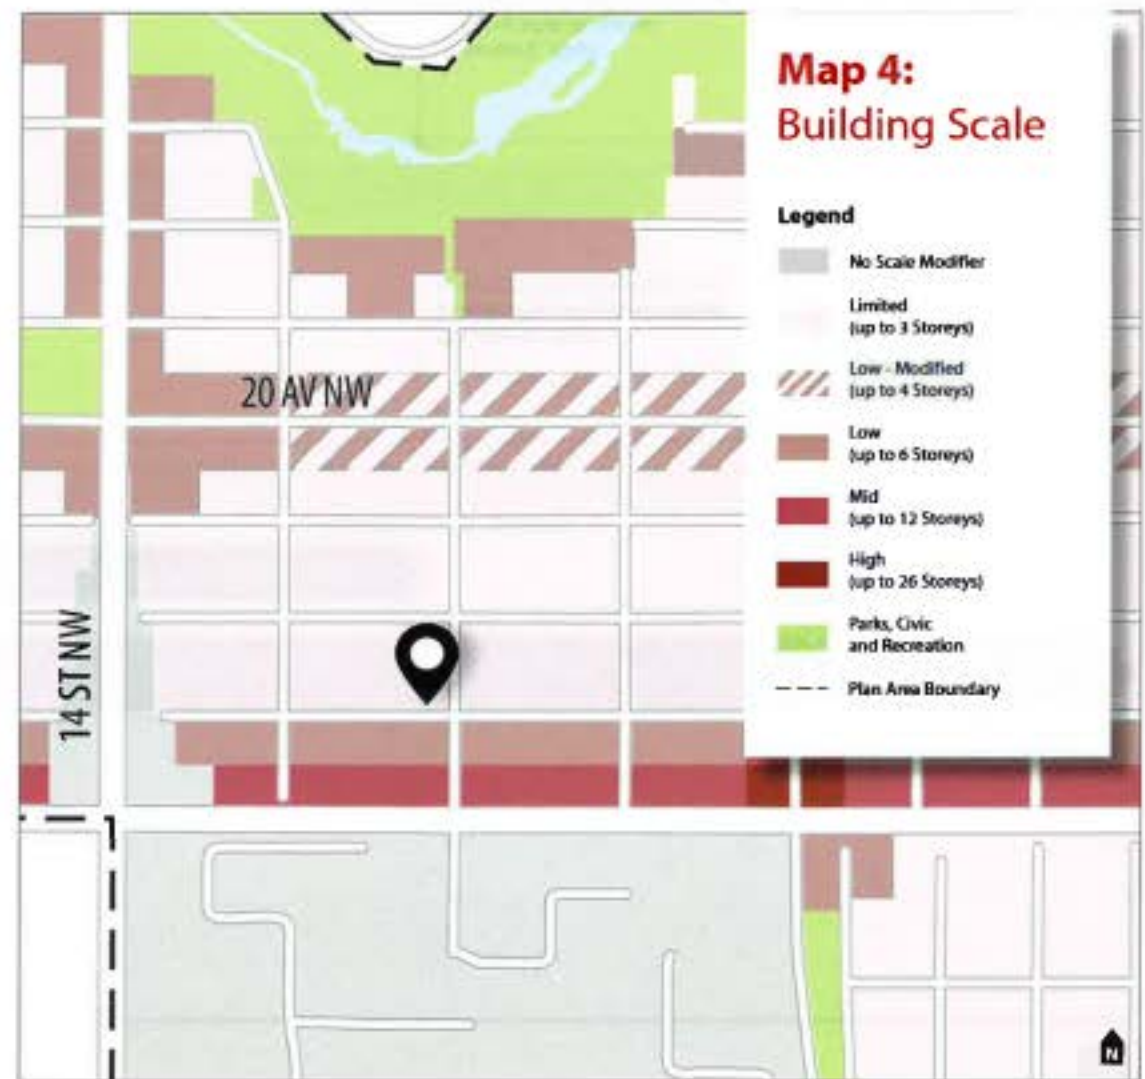 Map 4:
Building Scale
Legend
No Scale Modifier
Limited
(up to 3 Storeys)
Low - Modified
(up to 4 Storeys)
Low
(up to 6 Storeys)
Mid
(up to 12 Storeys)
High
(up to 26 Storeys)
Parks, Civic
and Recreation
Plan Area Boundary
20 AV NW
14 ST NW
N